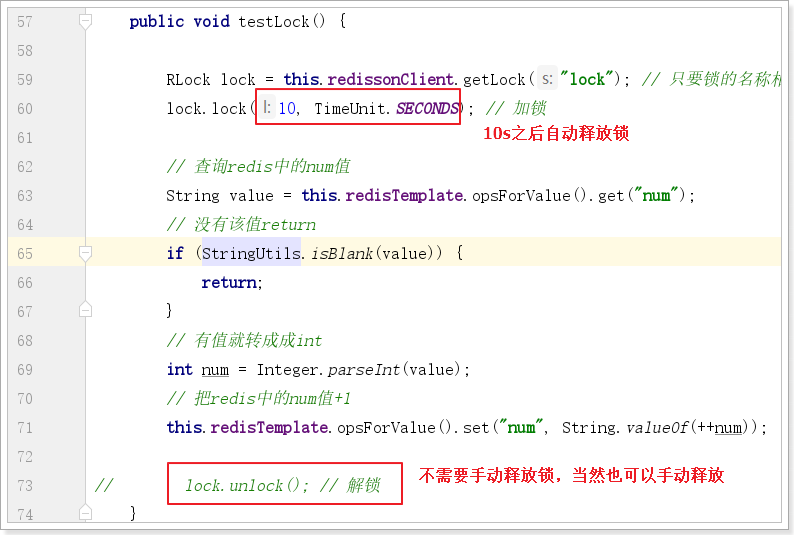 57 public void testLock() {
58
59 RLock lock = this.redissonClient.getLock( s: "lock"); // 只要锁的名称
60 lock.lock( l: 10, TimeUnit.SECONDS); // 加锁
10s之后自动释放锁
61
62 // 查询redis中的num值
63 String value = this.redisTemplate.opsForValue().get("num");
64 // 没有该值return
65 if (StringUtils.isBlank(value)) {
66 return;
67 }
68 // 有值就转成成int
69 int num = Integer.parseInt(value);
70 // 把redis中的num值+1
71 this.redisTemplate.opsForValue().set("num", String.valueOf(++num));
72
73 // lock.unlock(); // 解锁
不需要手动释放锁，当然也可以手动释放
74 }